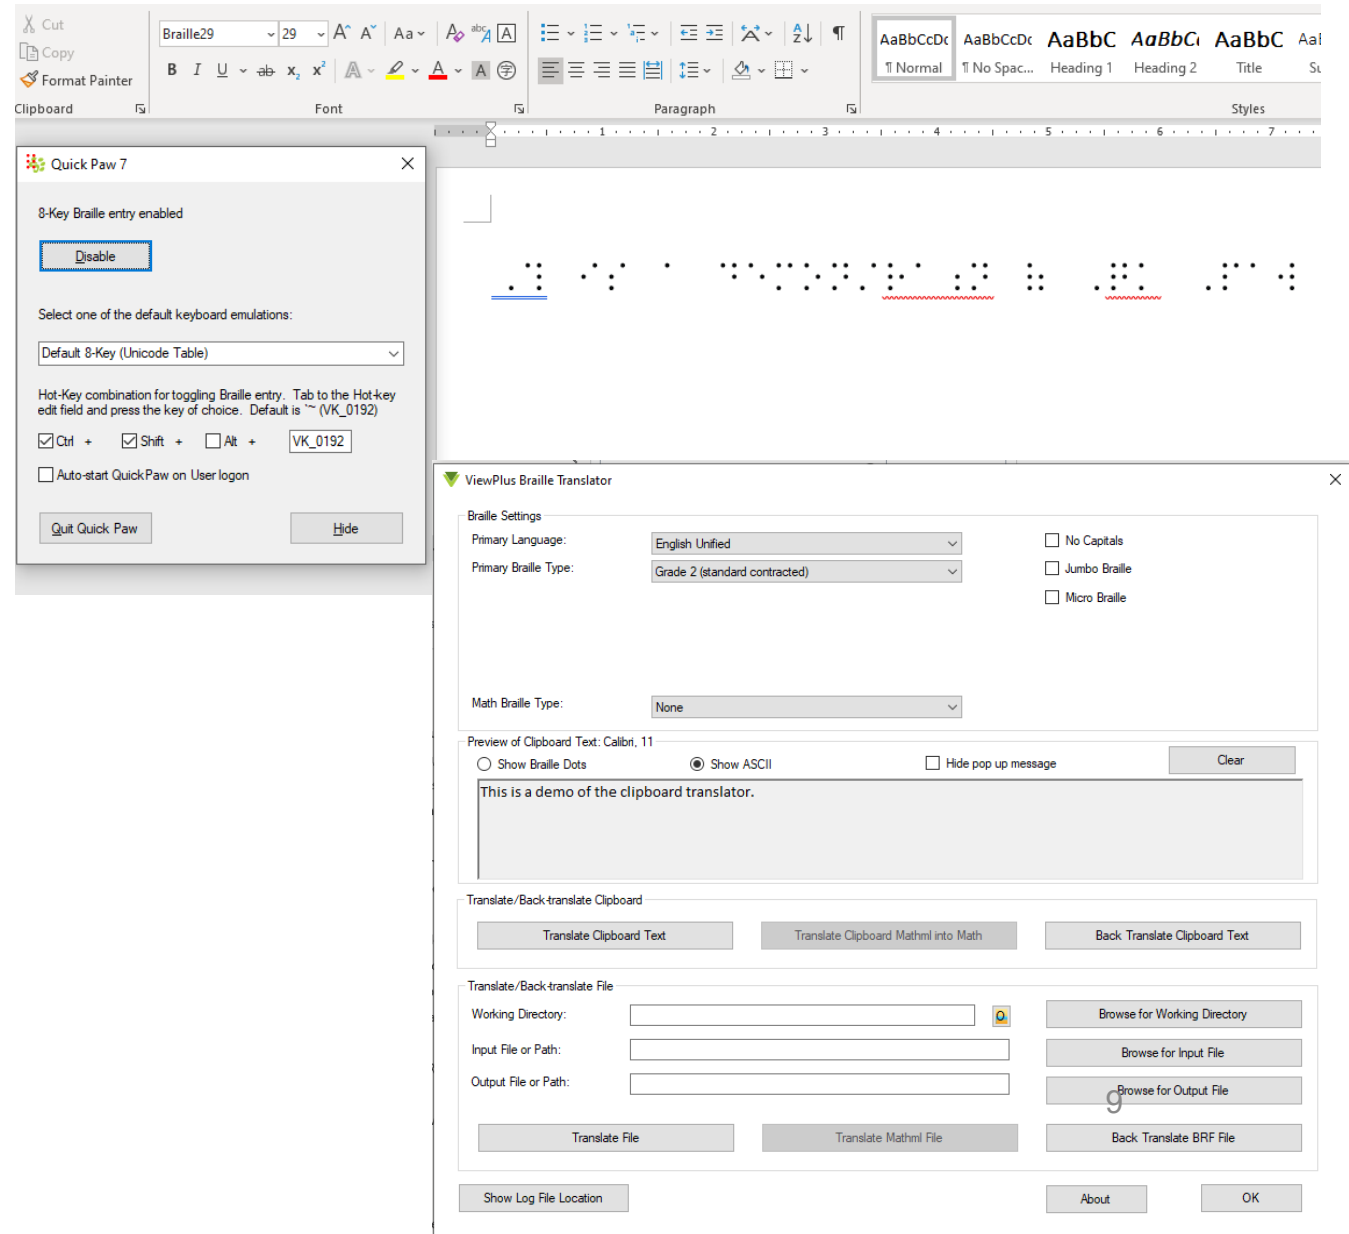 Cut
Copy
Format Painter
Clipboard
Braille29
29
Aa
Font
Paragraph
AaBbCcDc AaBbCcDc AaBbC AaBbC AaBbC
¶ Normal ¶ No Spac... Heading 1 Heading 2 Title
Styles
1 2 3 4 5 6 7
Quick Paw 7
8-Key Braille entry enabled
Disable
Select one of the default keyboard emulations:
Default 8-Key (Unicode Table)
Hot-Key combination for toggling Braille entry. Tab to the Hot-key
edit field and press the key of choice. Default is `~ (VK_0192)
Ctrl + Shift + Alt + VK_0192
Auto-start QuickPaw on User logon
Quit Quick Paw Hide
ViewPlus Braille Translator
Braille Settings
Primary Language: English Unified No Capitals
Primary Braille Type: Grade 2 (standard contracted) Jumbo Braille
Micro Braille
Math Braille Type: None
Preview of Clipboard Text: Calibri, 11
Show Braille Dots Show ASCII Hide pop up message Clear
This is a demo of the clipboard translator.
Translate/Back-translate Clipboard
Translate Clipboard Text Translate Clipboard Mathml into Math Back Translate Clipboard Text
Translate/Back-translate File
Working Directory: Browse for Working Directory
Input File or Path: Browse for Input File
Output File or Path: Browse for Output File
9
Translate File Translate Mathml File Back Translate BRF File
Show Log File Location About OK